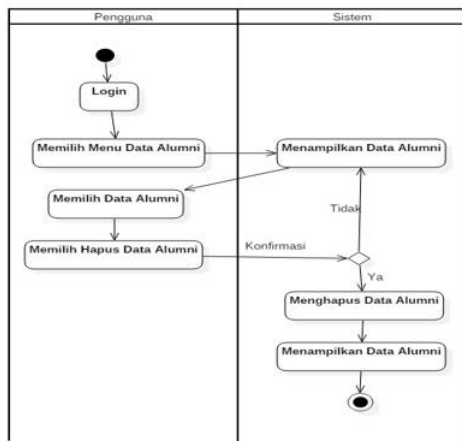 Pengguna
Sistem
Login
Memilih Menu Data Alumni
Menampilkan Data Alumni
Memilih Data Alumni
Tidak
Memilih Hapus Data Alumni
Konfirmasi
Ya
Menghapus Data Alumni
Menampilkan Data Alumni